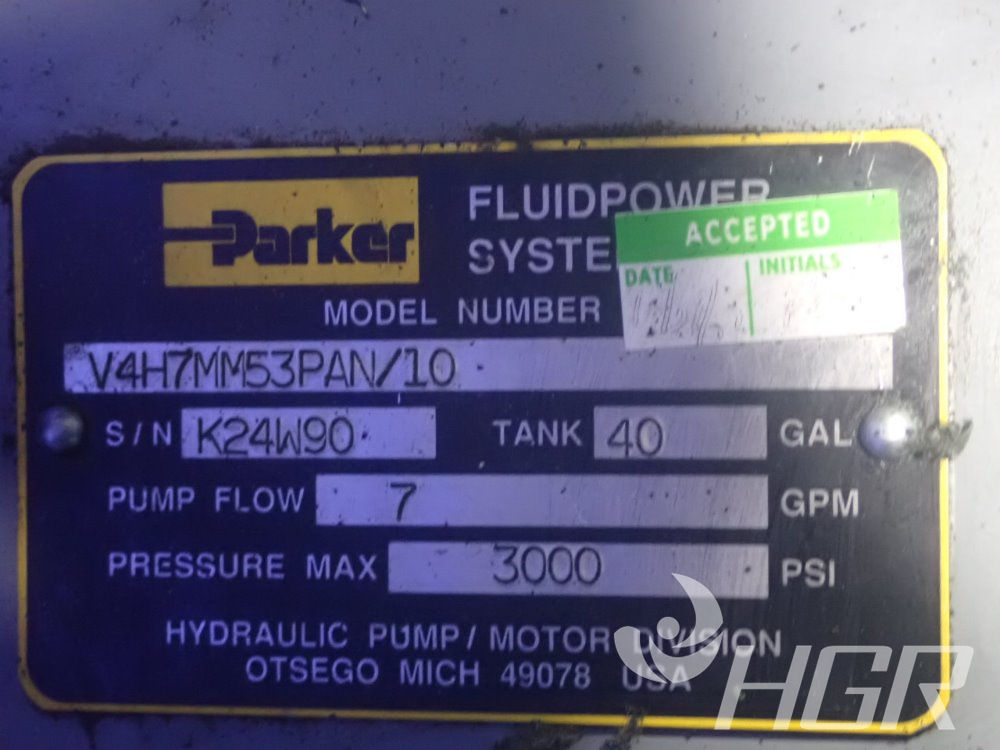 Parker
FLUIDPOWER
SYSTE
ACCEPTED
DATE INITIALS
MODEL NUMBER
V4H7MM53PAN/10
S/N K24W90 TANK 40 GAL
PUMP FLOW 7 GPM
PRESSURE MAX 3000 PSI
HYDRAULIC PUMP/MOTOR DIVISION
OTSEGO MICH 49078 USA
HGR